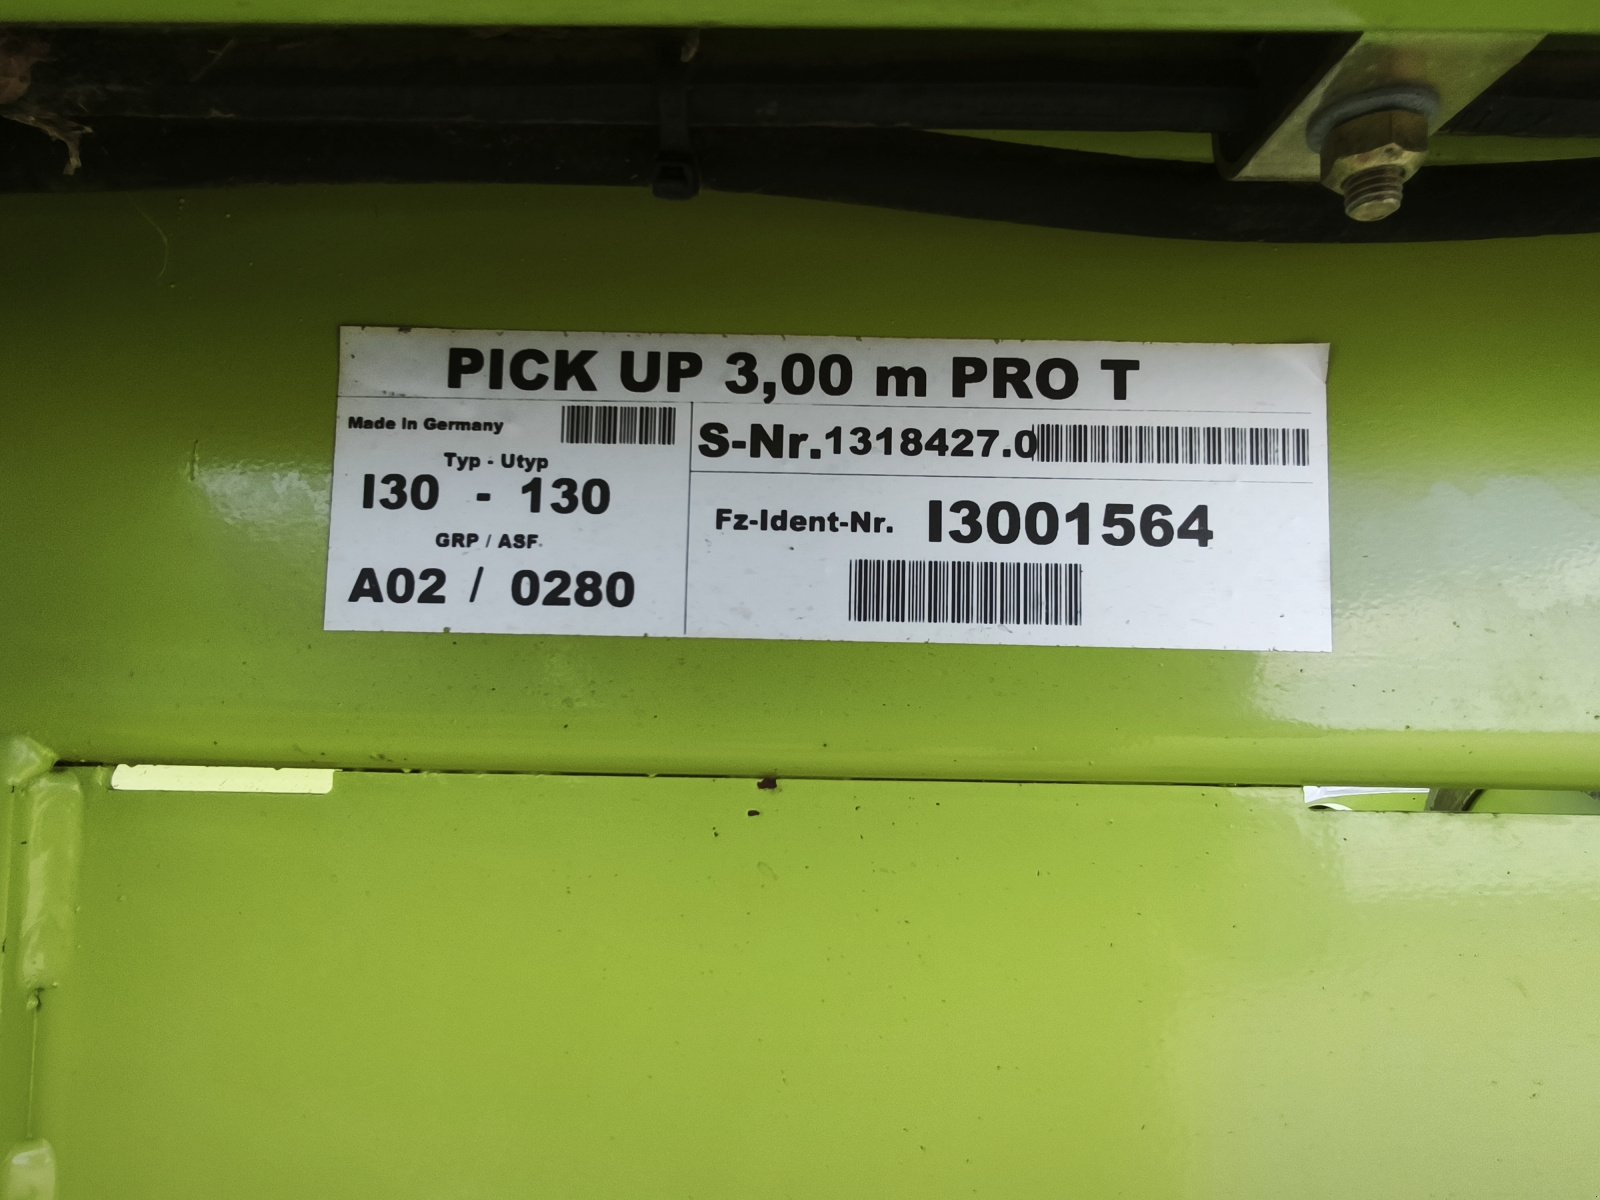 PICK UP 3,00 m PRO T
Made In Germany
Typ - Utyp
I30 - 130
GRP / ASF
A02 / 0280
S-Nr.1318427.0
Fz-Ident-Nr. I3001564